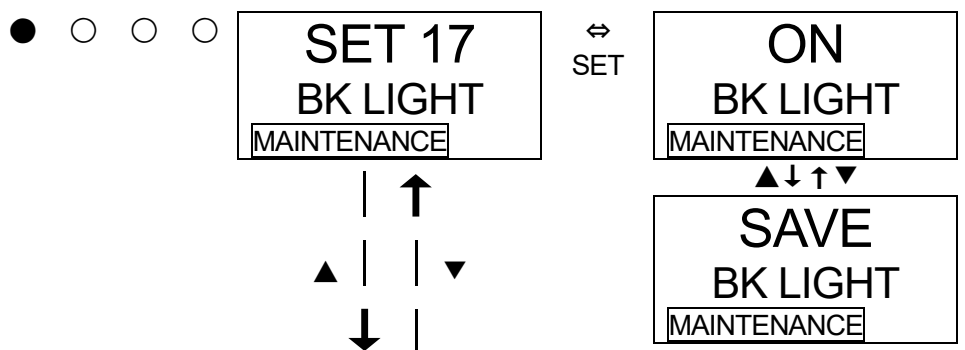 ● ○ ○ ○
SET 17
BK LIGHT
MAINTENANCE
⇔
SET
ON
BK LIGHT
MAINTENANCE
▲↓↑▼
SAVE
BK LIGHT
MAINTENANCE
▲ ▼